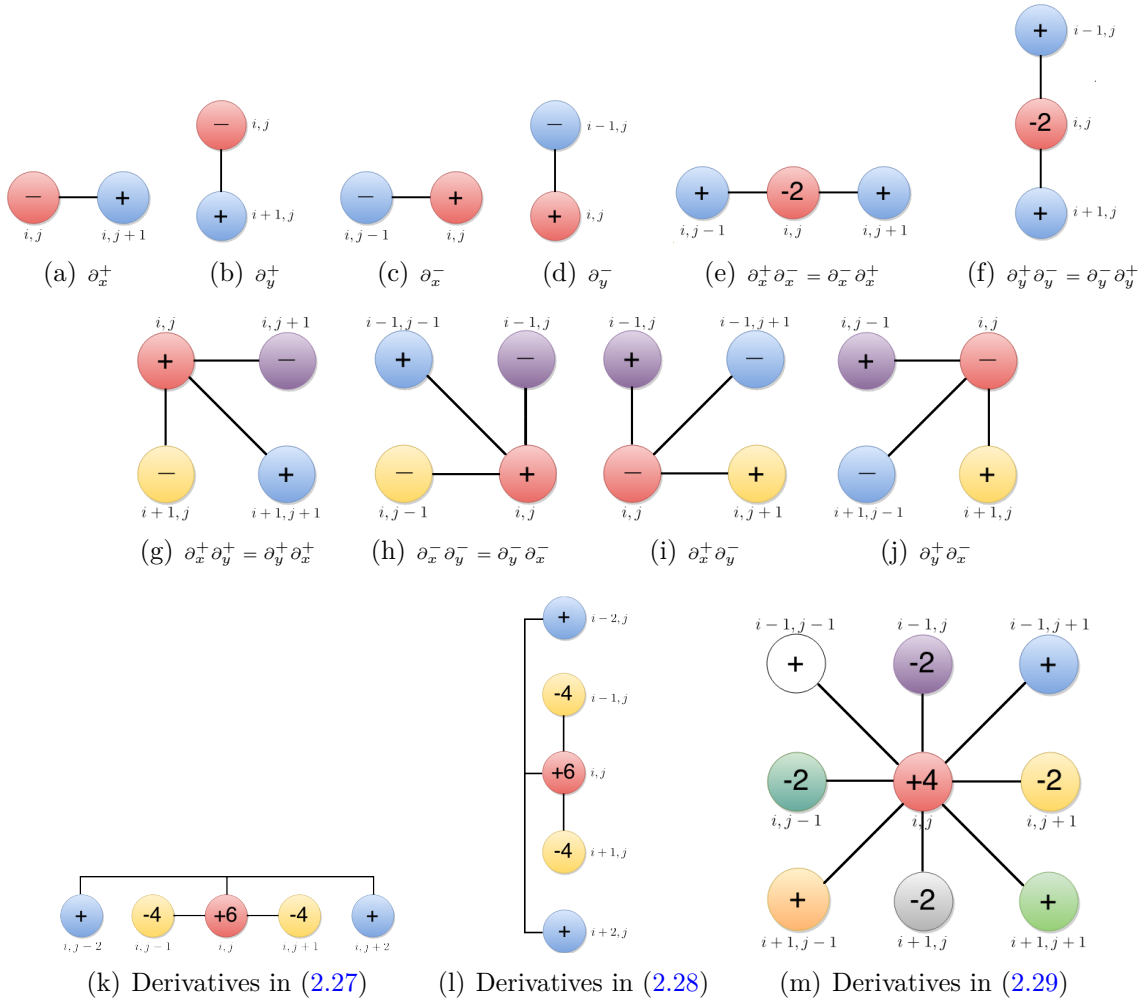 + i − 1, j
− i, j
− i − 1, j
-2 i, j
− +
i, j i, j + 1
+ i + 1, j
− +
i, j − 1 i, j
+ i, j
+ -2 +
i, j − 1 i, j i, j + 1
+ i + 1, j
(a) ∂x+ (b) ∂y+ (c) ∂x− (d) ∂y− (e) ∂x+∂x− = ∂x−∂x+ (f) ∂y+∂y− = ∂y−∂y+
i, j i, j + 1 i − 1, j − 1 i − 1, j i − 1, j i − 1, j + 1 i, j − 1 i, j
+ − + − + − + −
− + − + − + − +
i + 1, j i + 1, j + 1 i, j − 1 i, j i, j i, j + 1 i + 1, j − 1 i + 1, j
(g) ∂x+∂y+ = ∂y+∂x+ (h) ∂x−∂y− = ∂y−∂x− (i) ∂x+∂y− (j) ∂y+∂x−
+ -4 +6 -4 +
i, j − 2 i, j − 1 i, j i, j + 1 i, j + 2
+ i − 2, j
-4 i − 1, j
+6 i, j
-4 i + 1, j
+ i + 2, j
i − 1, j − 1 i − 1, j i − 1, j + 1
+ -2 +
-2 +4 -2
i, j − 1 i, j i, j + 1
+ -2 +
i + 1, j − 1 i + 1, j i + 1, j + 1
(k) Derivatives in (2.27) (l) Derivatives in (2.28) (m) Derivatives in (2.29)